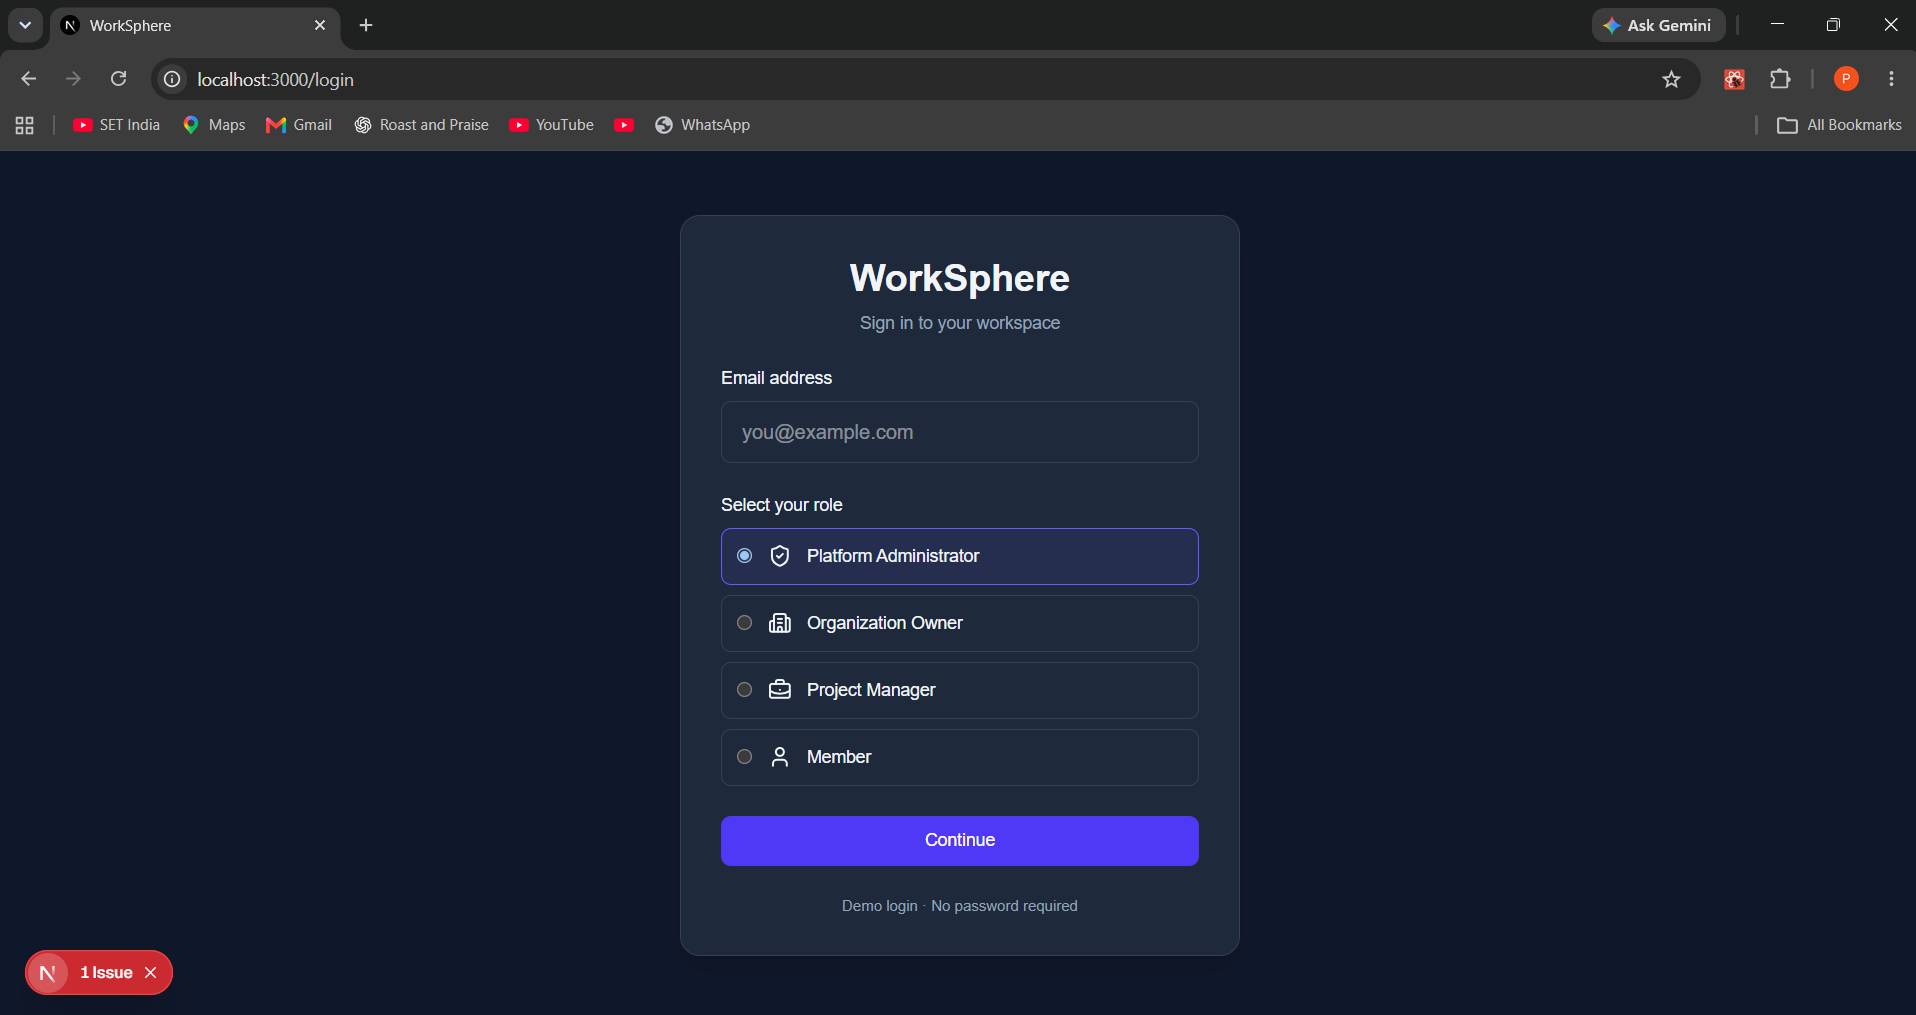 WorkSphere
Ask Gemini
localhost:3000/login
P
SET India
Maps
Gmail
Roast and Praise
YouTube
WhatsApp
All Bookmarks
WorkSphere
Sign in to your workspace
Email address
you@example.com
Select your role
Platform Administrator
Organization Owner
Project Manager
Member
Continue
Demo login · No password required
N 1 Issue